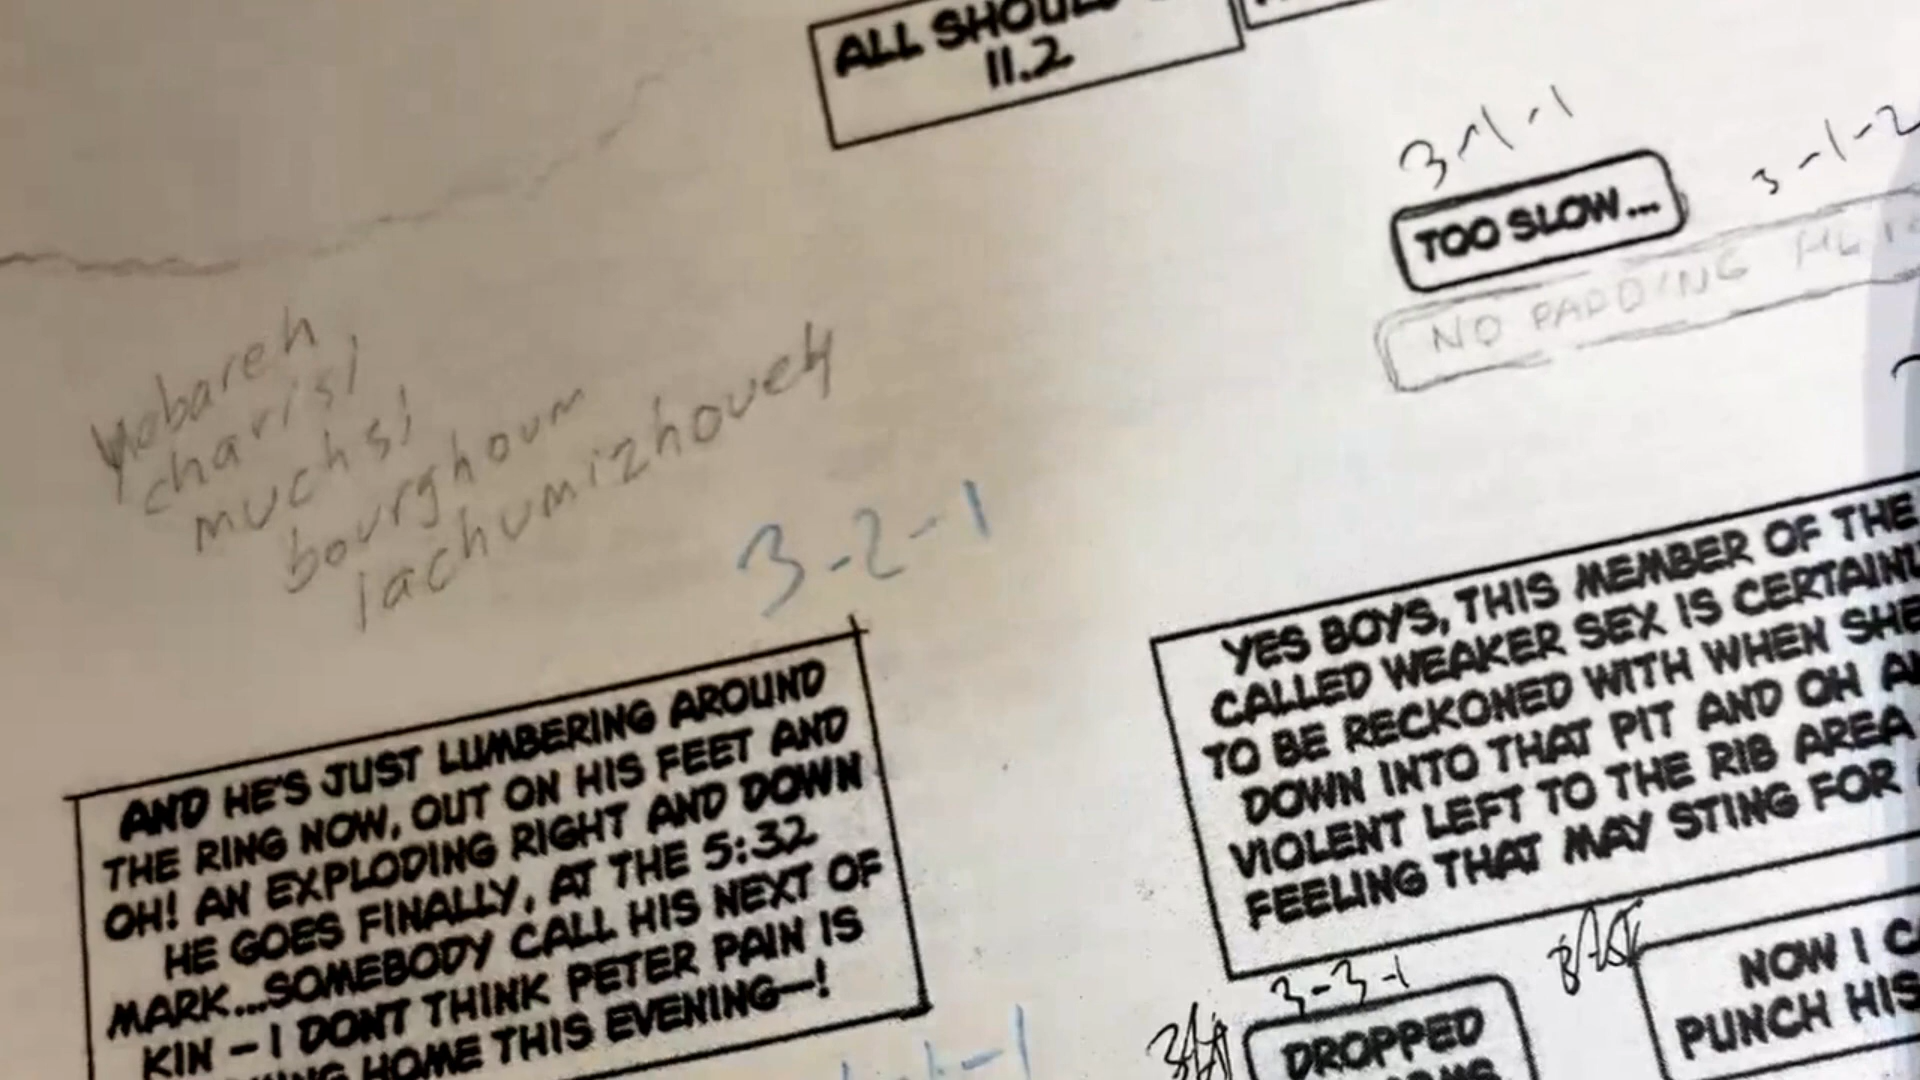 11.2
3-1-1
3-1-2
TOO SLOW...
NO PADDING
charisi
muchsi
bourghoum
iachumizhoueh
3-2-1
AND HE'S JUST LUMBERING AROUND
THE RING NOW, OUT ON HIS FEET AND
OH! AN EXPLODING RIGHT AND DOWN
HE GOES FINALLY, AT THE 5:32
MARK...SOMEBODY CALL HIS NEXT OF
KIN – I DONT THINK PETER PAIN IS
HOME THIS EVENING—!
YES BOYS, THIS MEMBER OF THE
CALLED WEAKER SEX IS
TO BE RECKONED WITH WHEN SHE
DOWN INTO THAT PIT AND OH
VIOLENT LEFT TO THE RIB AREA
FEELING THAT MAY STING FOR
3-3-1
DROPPED
NOW I
PUNCH HIS